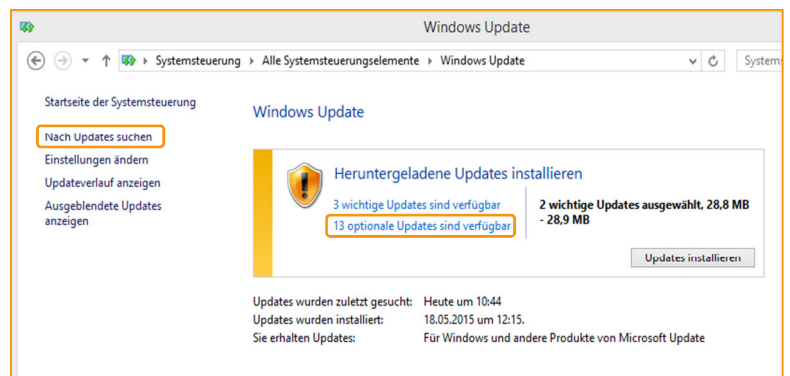 Windows Update
Systemsteuerung ▸ Alle Systemsteuerungselemente ▸ Windows Update
Systems
Startseite der Systemsteuerung
Nach Updates suchen
Einstellungen ändern
Updateverlauf anzeigen
Ausgeblendete Updates
anzeigen
Windows Update
Heruntergeladene Updates installieren
3 wichtige Updates sind verfügbar
13 optionale Updates sind verfügbar
2 wichtige Updates ausgewählt, 28,8 MB
- 28,9 MB
Updates installieren
Updates wurden zuletzt gesucht: Heute um 10:44
Updates wurden installiert: 18.05.2015 um 12:15.
Sie erhalten Updates: Für Windows und andere Produkte von Microsoft Update